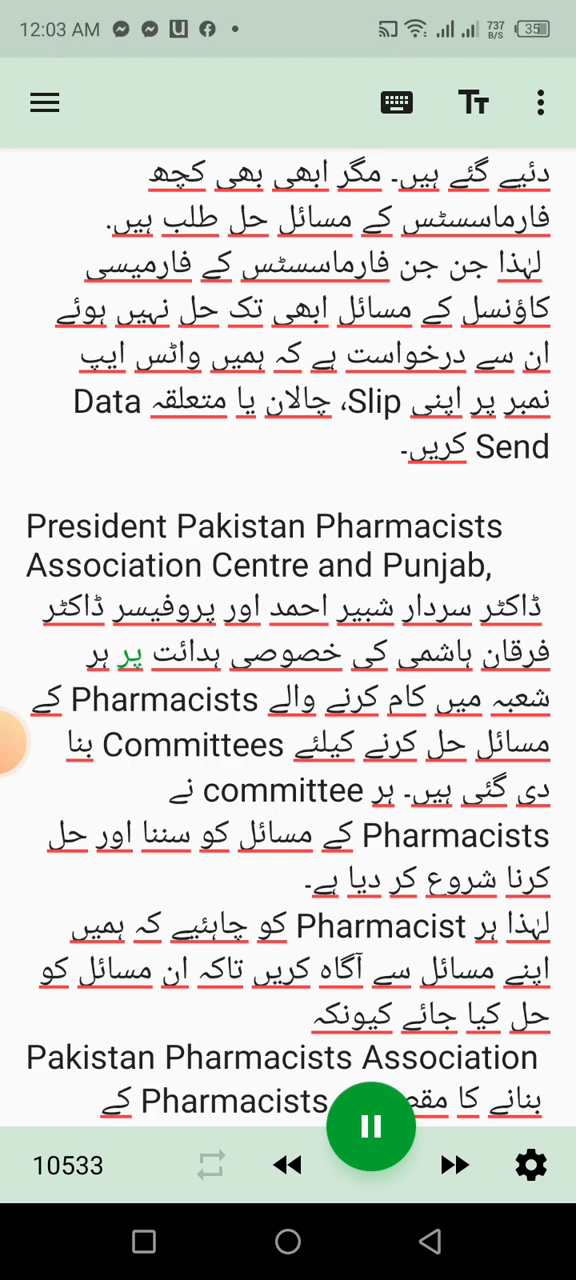 12:03 AM
737
B/S
35
دئیے گئے ہیں۔ مگر ابھی بھی کچھ
فارماسسٹس کے مسائل حل طلب ہیں.
لہٰذا جن جن فارماسسٹس کے فارمیسی
کاؤنسل کے مسائل ابھی تک حل نہیں ہوئے
ان سے درخواست ہے کہ ہمیں واٹس ایپ
نمبر پر اپنی Slip، چالان یا متعلقہ Data
Send کریں۔
President Pakistan Pharmacists
Association Centre and Punjab,
ڈاکٹر سردار شبیر احمد اور پروفیسر ڈاکٹر
فرقان ہاشمی کی خصوصی ہدائت پر ہر
شعبہ میں کام کرنے والے Pharmacists کے
مسائل حل کرنے کیلئے Committees بنا
دی گئی ہیں۔ ہر committee نے
Pharmacists کے مسائل کو سننا اور حل
کرنا شروع کر دیا ہے۔
لہٰذا ہر Pharmacist کو چاہئیے کہ ہمیں
اپنے مسائل سے آگاہ کریں تاکہ ان مسائل کو
حل کیا جائے کیونکہ
Pakistan Pharmacists Association
بنانے کا Pharmacists کے
10533